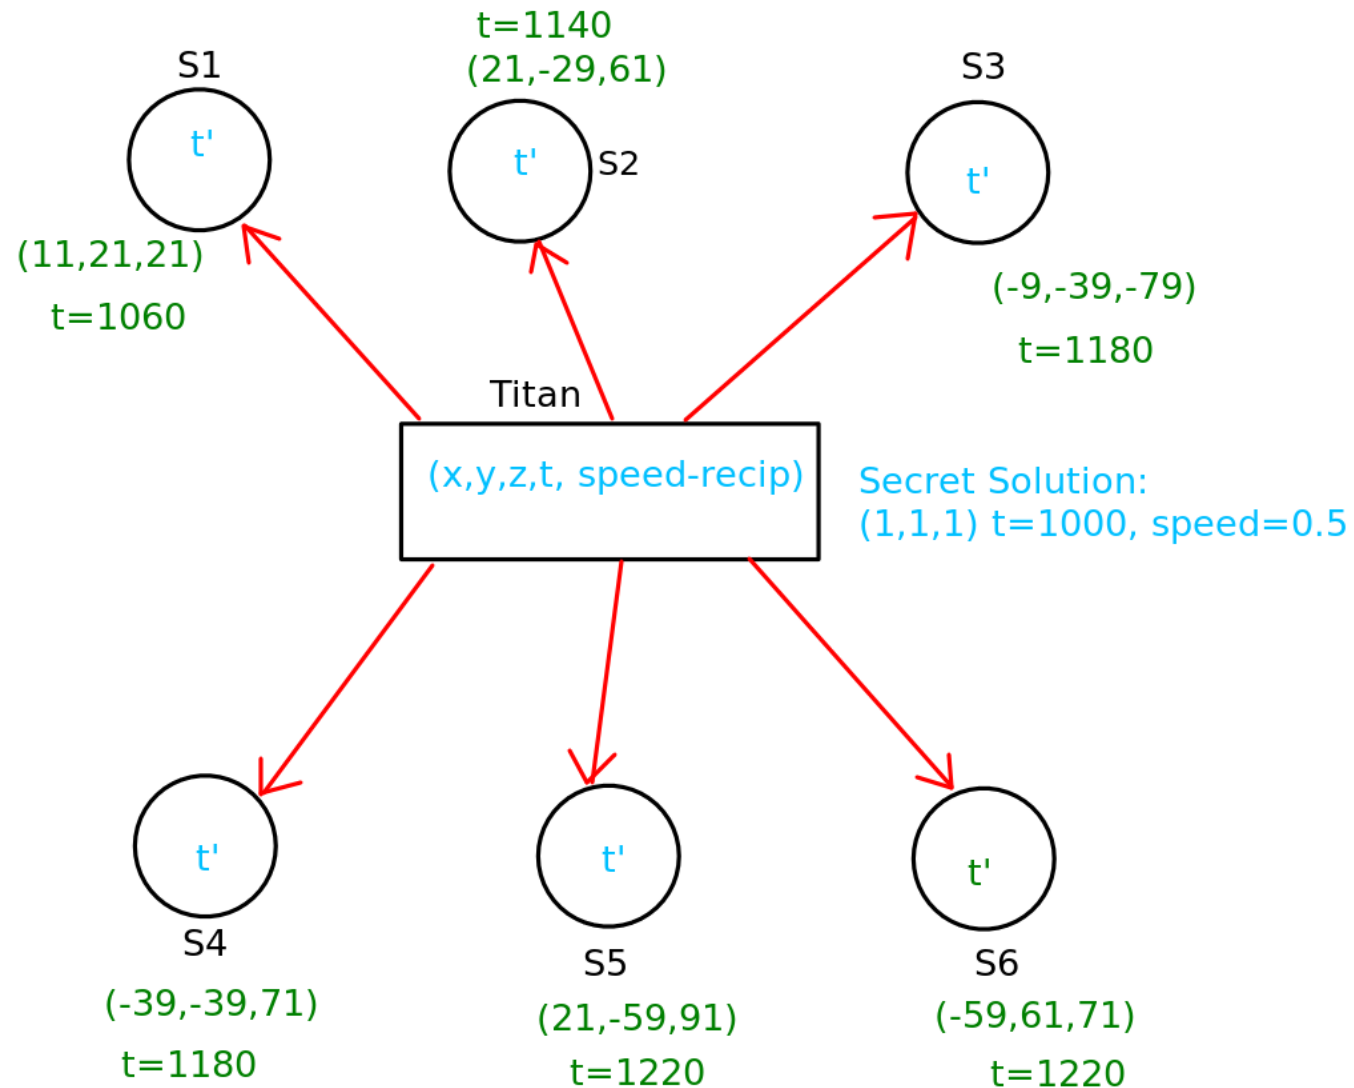 t=1140
(21,-29,61)
S1
S3
t'
t'
S2
t'
(11,21,21)
t=1060
(-9,-39,-79)
t=1180
Titan
(x,y,z,t, speed-recip)
Secret Solution:
(1,1,1) t=1000, speed=0.5
t'
t'
t'
S4
S5
S6
(-39,-39,71)
t=1180
(21,-59,91)
t=1220
(-59,61,71)
t=1220